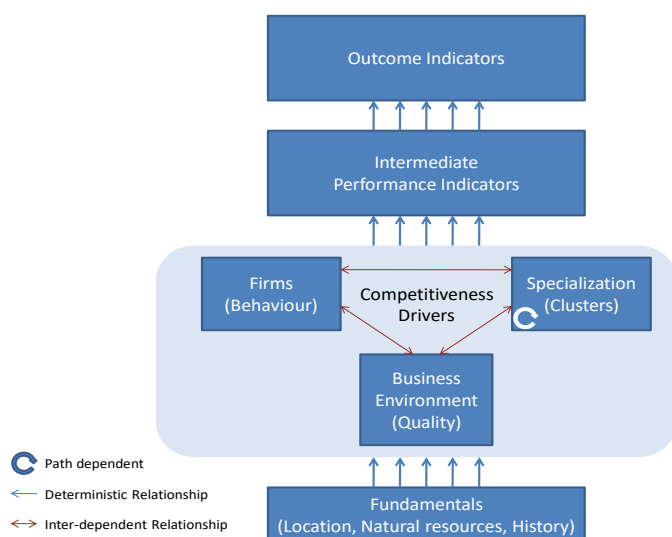 Outcome Indicators
Intermediate
Performance Indicators
Firms
(Behaviour)
Competitiveness
Drivers
Specialization
(Clusters)
Business
Environment
(Quality)
Path dependent
Deterministic Relationship
Inter-dependent Relationship
Fundamentals
(Location, Natural resources, History)